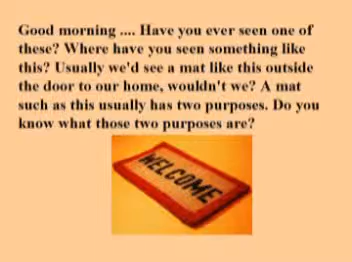 Good morning .... Have you ever seen one of
these? Where have you seen something like
this? Usually we'd see a mat like this outside
the door to our home, wouldn't we? A mat
such as this usually has two purposes. Do you
know what those two purposes are?
WELCOME